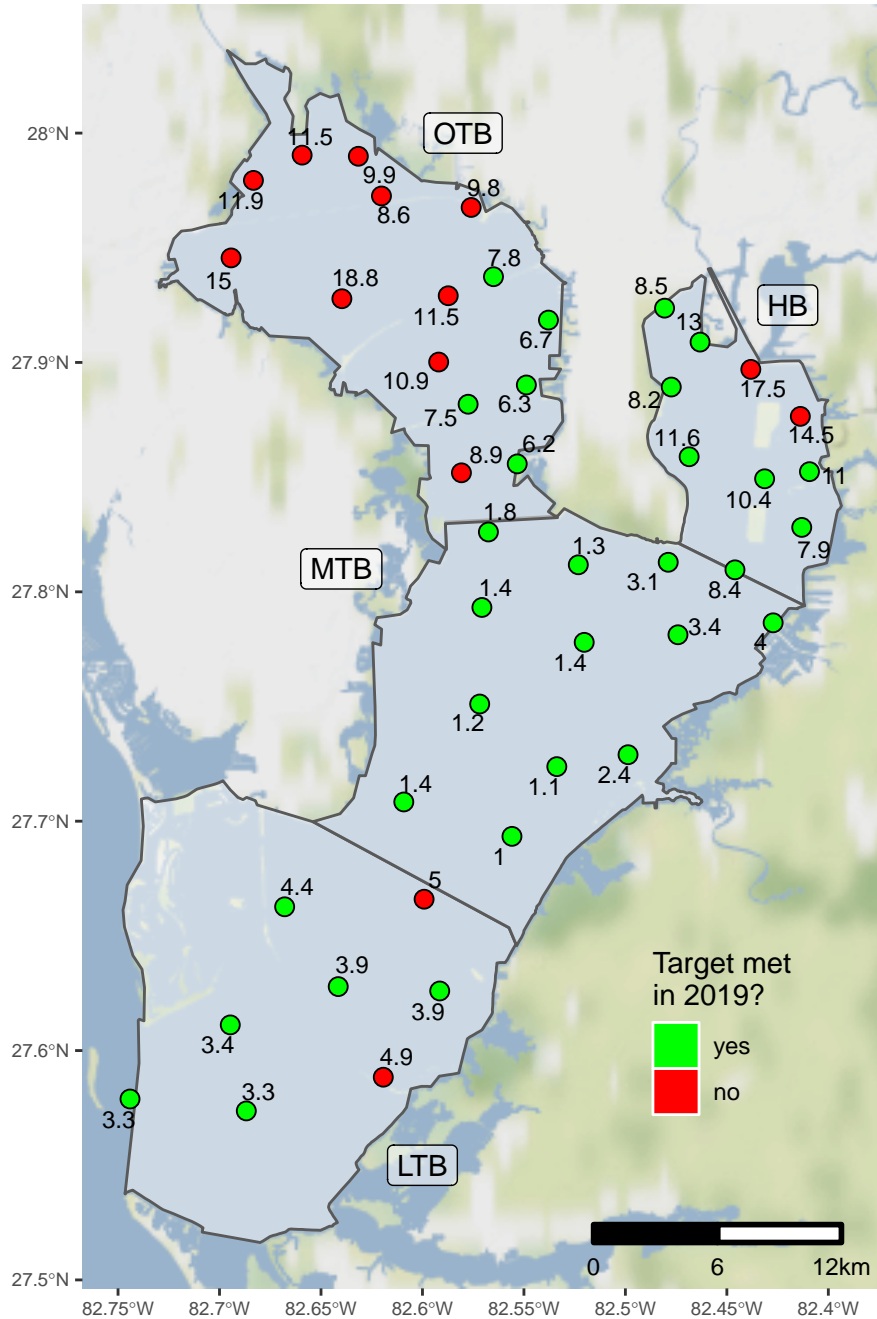 28°N
27.9°N
27.8°N
27.7°N
27.6°N
27.5°N
OTB
11.5
9.9
11.9
8.6
9.8
15
18.8
7.8
11.5
6.7
10.9
7.5
6.3
8.9
6.2
HB
8.5
13
17.5
8.2
14.5
11.6
10.4
11
7.9
8.4
MTB
1.8
1.3
3.1
1.4
1.4
3.4
4
1.2
1.1
2.4
1.4
1
5
4.4
3.9
3.9
3.4
4.9
3.3
3.3
LTB
Target met
in 2019?
yes
no
0 6 12km
82.75°W 82.7°W 82.65°W 82.6°W 82.55°W 82.5°W 82.45°W 82.4°W